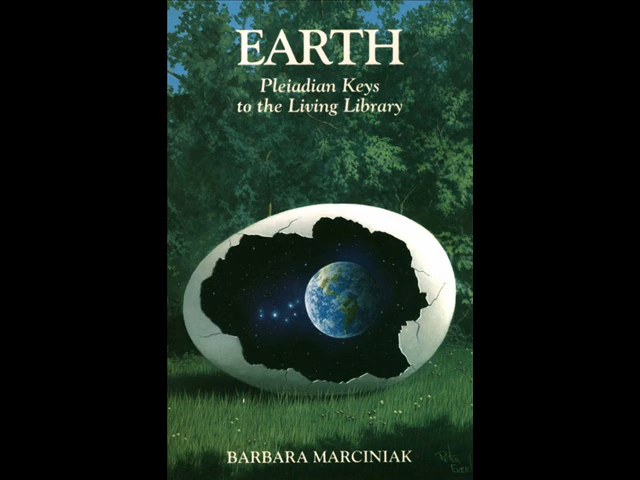 EARTH
Pleiadian Keys
to the Living Library
BARBARA MARCINIAK